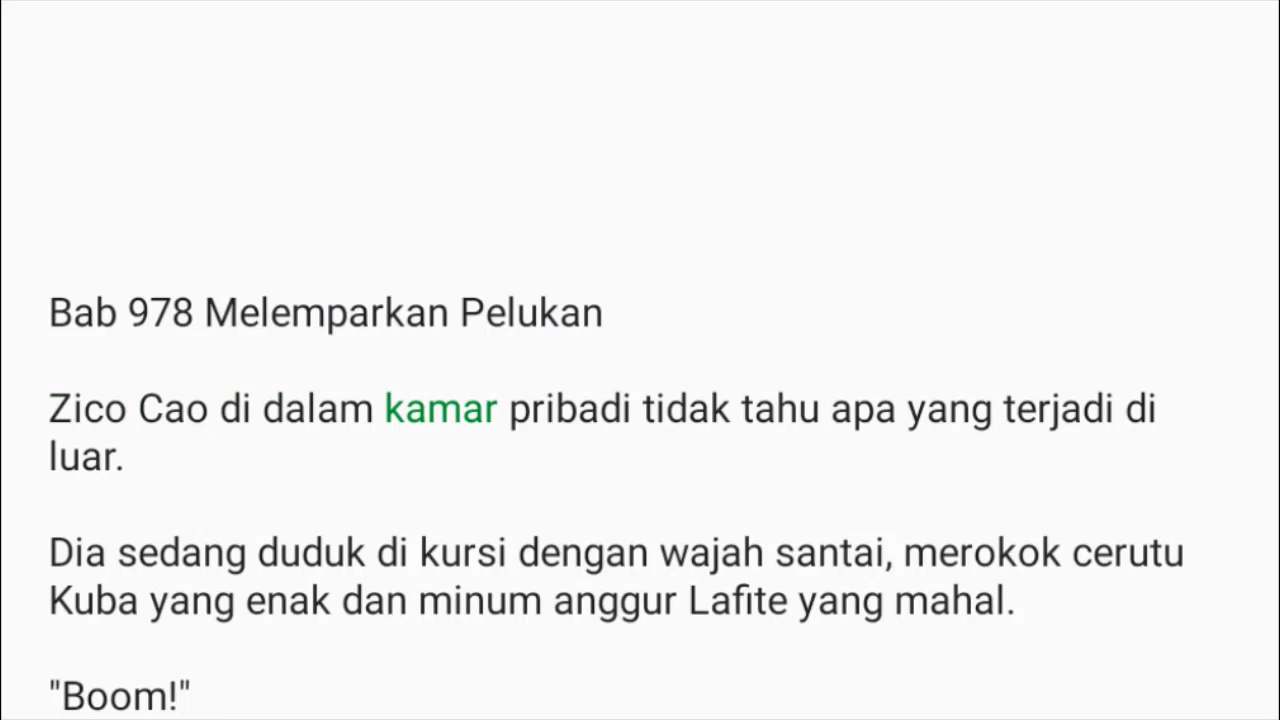 Bab 978 Melemparkan Pelukan
Zico Cao di dalam kamar pribadi tidak tahu apa yang terjadi di
luar.
Dia sedang duduk di kursi dengan wajah santai, merokok cerutu
Kuba yang enak dan minum anggur Lafite yang mahal.
"Boom!"